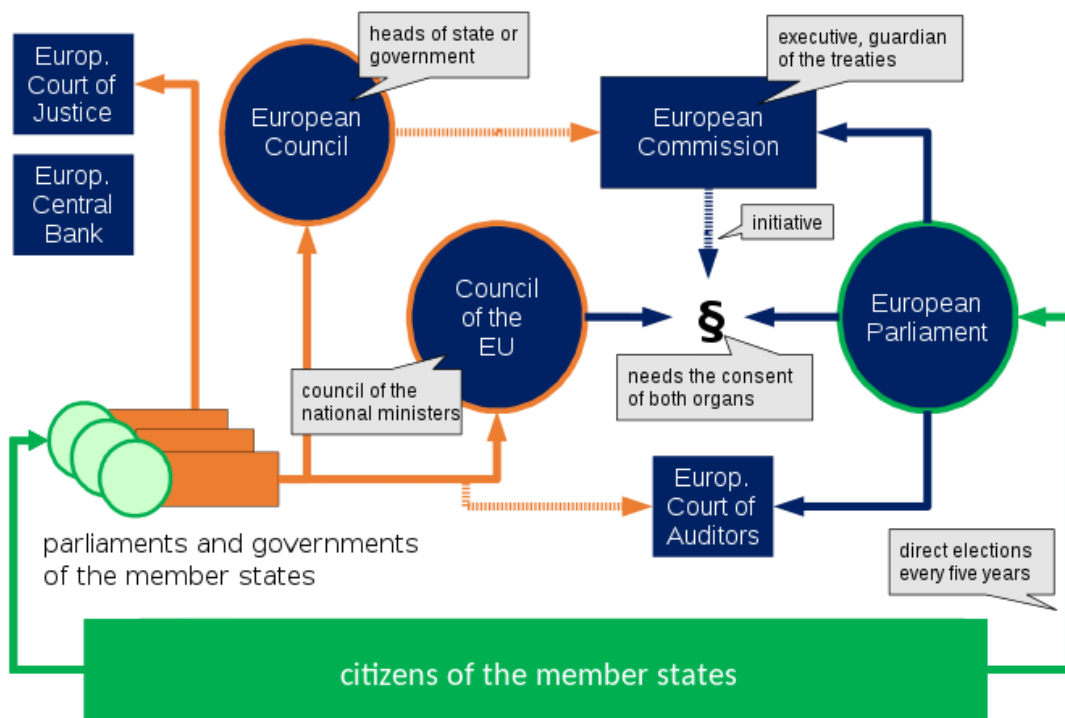 heads of state or
government
executive, guardian
of the treaties
Europ.
Court of
Justice
European
Council
European
Commission
Europ.
Central
Bank
initiative
Council
of the
EU
§
European
Parliament
council of the
national ministers
needs the consent
of both organs
Europ.
Court of
Auditors
parliaments and governments
of the member states
direct elections
every five years
citizens of the member states